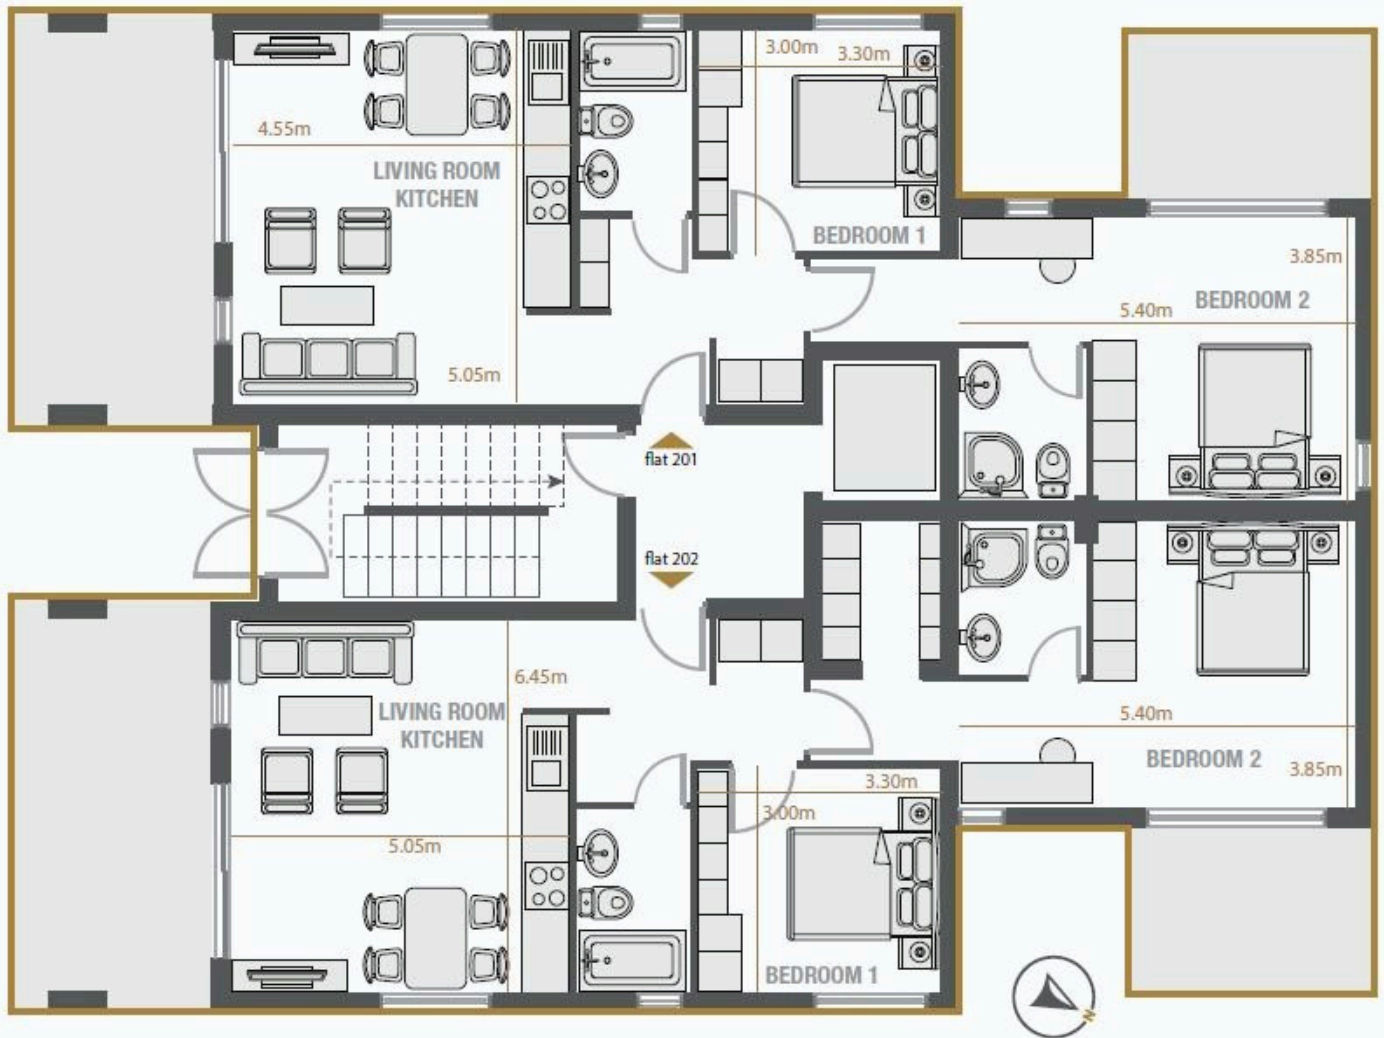 3.00m
3.30m
4.55m
LIVING ROOM
KITCHEN
BEDROOM 1
3.85m
BEDROOM 2
5.40m
5.05m
flat 201
flat 202
6.45m
LIVING ROOM
KITCHEN
5.40m
BEDROOM 2
3.85m
3.30m
3.00m
5.05m
BEDROOM 1
N